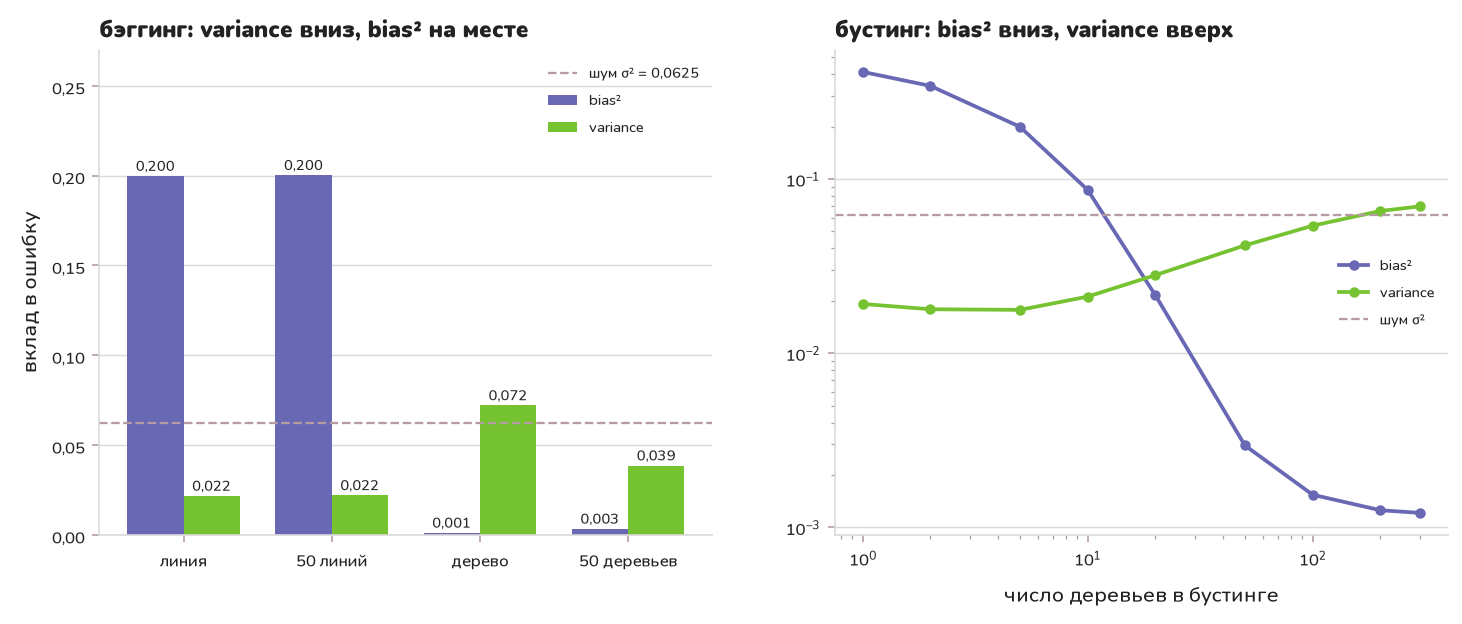 бэггинг: variance вниз, bias² на месте
вклад в ошибку
0,25
0,20
0,15
0,10
0,05
0,00
шум σ² = 0,0625
bias²
variance
0,200
0,022
0,200
0,022
0,001
0,072
0,003
0,039
линия
50 линий
дерево
50 деревьев
бустинг: bias² вниз, variance вверх
10⁻¹
10⁻²
10⁻³
bias²
variance
шум σ²
10⁰
10¹
10²
число деревьев в бустинге